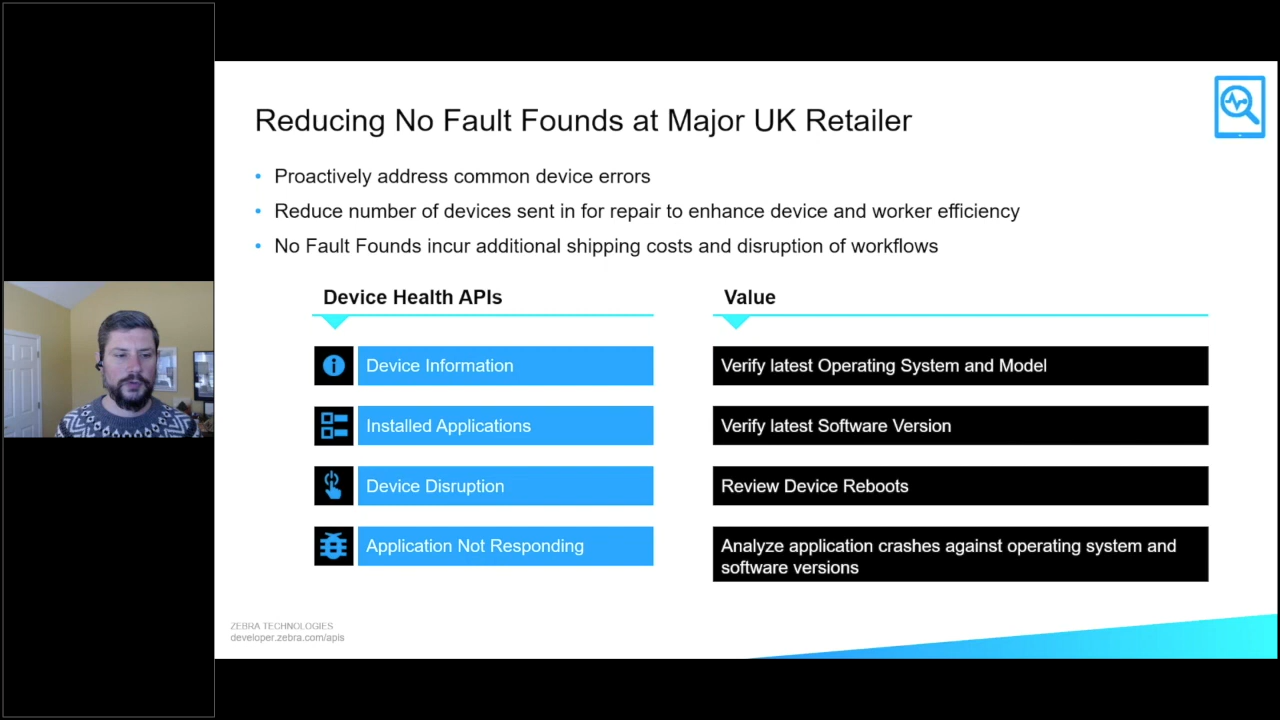 Reducing No Fault Founds at Major UK Retailer
• Proactively address common device errors
• Reduce number of devices sent in for repair to enhance device and worker efficiency
• No Fault Founds incur additional shipping costs and disruption of workflows
Device Health APIs
Value
Device Information
Verify latest Operating System and Model
Installed Applications
Verify latest Software Version
Device Disruption
Review Device Reboots
Application Not Responding
Analyze application crashes against operating system and
software versions
ZEBRA TECHNOLOGIES
developer.zebra.com/apis